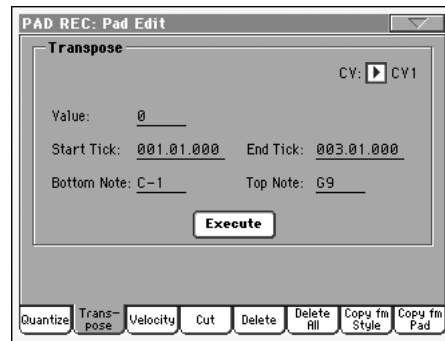 PAD REC: Pad Edit
Transpose
CV: CV1
Value: 0
Start Tick: 001.01.000 End Tick: 003.01.000
Bottom Note: C-1 Top Note: G9
Execute
Quantize Trans-pose Velocity Cut Delete Delete All Copy fm Style Copy fm Pad